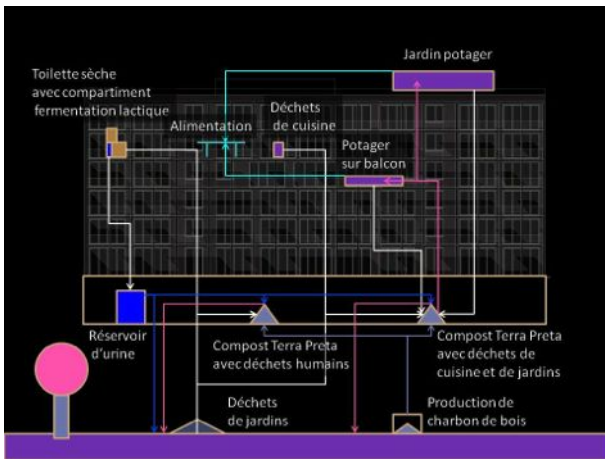 Jardin potager
Toilette sèche
avec compartiment
fermentation lactique
Alimentation
Déchets
de cuisine
Potager
sur balcon
Réservoir
d'urine
Compost Terra Preta
avec déchets humains
Compost Terra Preta
avec déchets de
cuisine et de jardins
Déchets
de jardins
Production de
charbon de bois